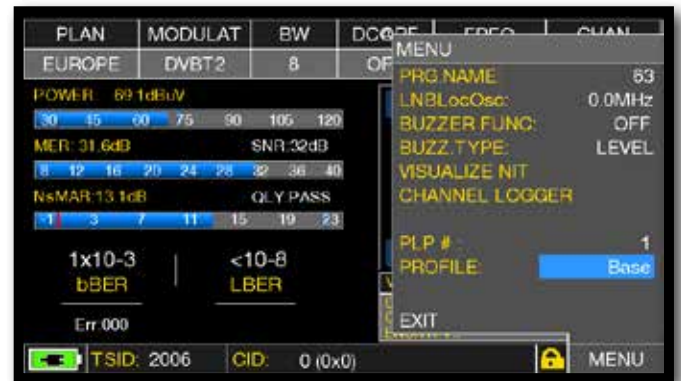 PLAN MODULAT BW
EUROPE DVBT2 8
POWER: 69.1dBuV
30 45 60 75 90 105 120
MER: 31.6dB SNR:32dB
8 12 16 20 24 28 32 36 40
NsMAR:13.1dB QLY:PASS
-1 3 7 11 15 19 23
1x10-3 <10-8
bBER LBER
Err:000
TSID: 2006 CID: 0 (0x0) MENU
MENU
PRG NAME 63
LNBLocOsc: 0.0MHz
BUZZER FUNC: OFF
BUZZ.TYPE: LEVEL
VISUALIZE NIT
CHANNEL LOGGER
PLP # : 1
PROFILE: Base
EXIT